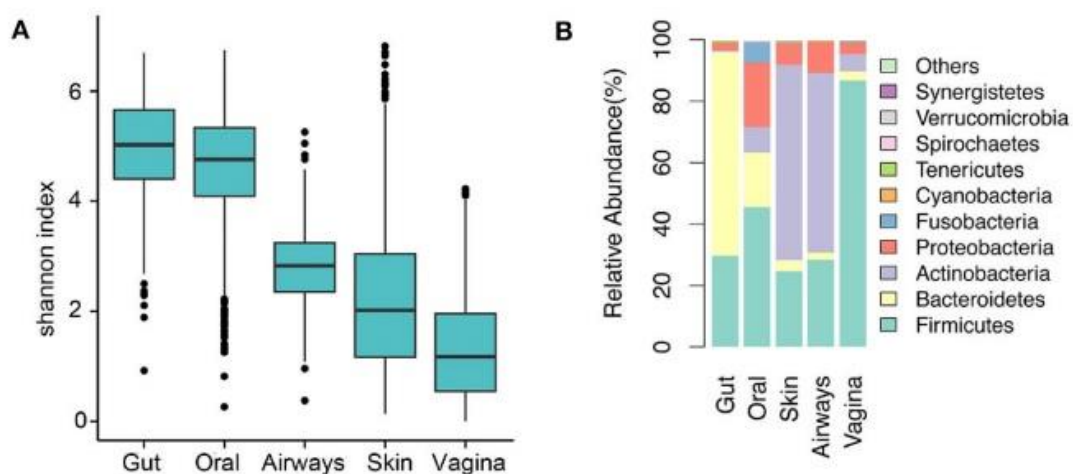 A
shannon index
6
4
2
0
Gut Oral Airways Skin Vagina
B
Relative Abundance(%)
100
80
60
40
20
0
Gut
Oral
Skin
Airways
Vagina
Others
Synergistetes
Verrucomicrobia
Spirochaetes
Tenericutes
Cyanobacteria
Fusobacteria
Proteobacteria
Actinobacteria
Bacteroidetes
Firmicutes